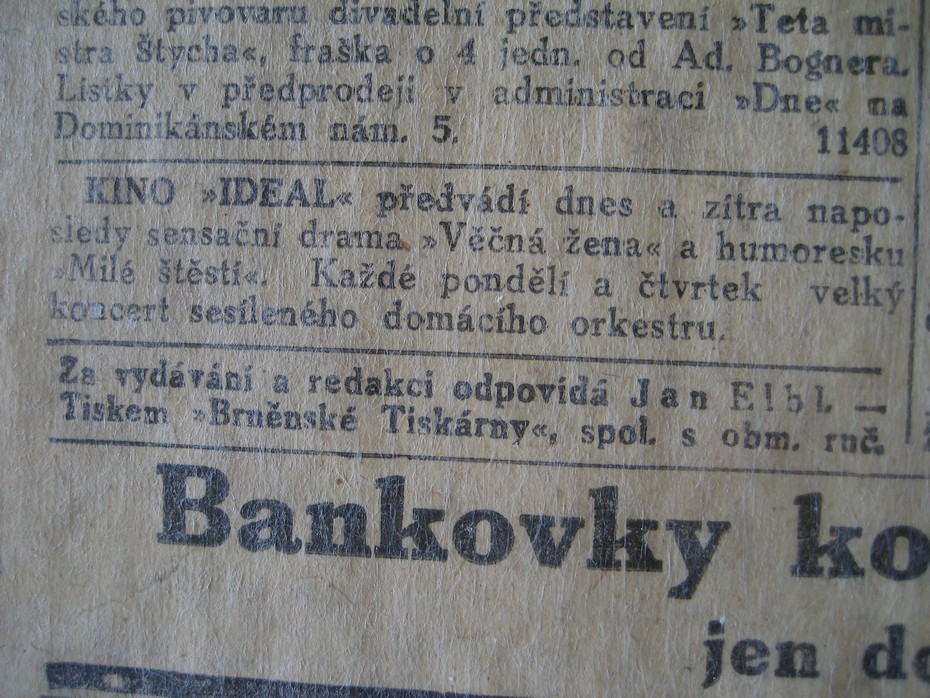 ského pivovaru divadelní představení »Teta mi-
stra Štycha«, fraška o 4 jedn. od Ad. Bognera.
Lístky v předprodeji v administraci »Dne« na
Dominikánském nám. 5. 11408
KINO »IDEAL« předvádí dnes a zítra napo-
sledy sensační drama »Věčná žena« a humoresku
»Milé štěstí«. Každé pondělí a čtvrtek velký
koncert sesíleného domácího orkestru.
Za vydávání a redakci odpovídá Jan Elbl. —
Tiskem »Brněnské Tiskárny«, spol. s obm. ruč.
Bankovky ko
jen do